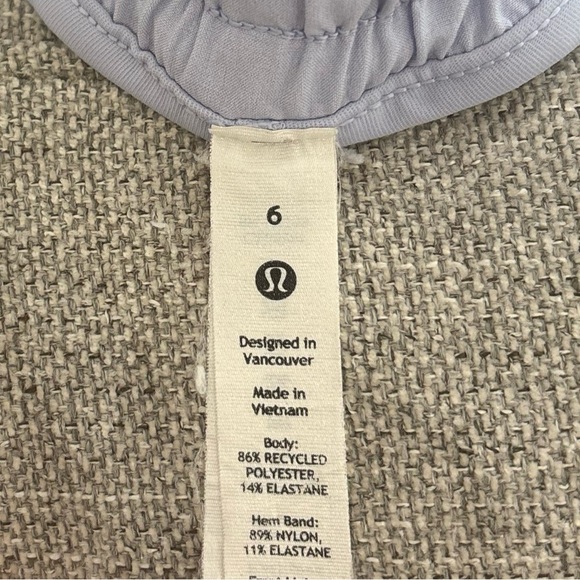 6
Designed in
Vancouver
Made in
Vietnam
Body:
86% RECYCLED
POLYESTER,
14% ELASTANE
Hem Band:
89% NYLON,
11% ELASTANE